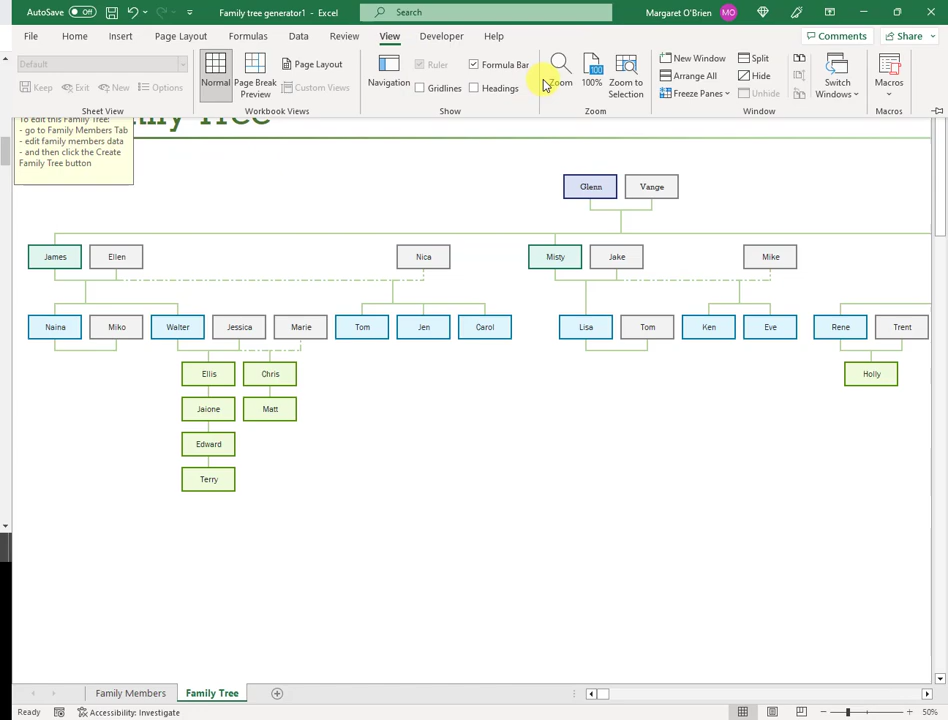 AutoSave Off Family tree generator1 - Excel Search Margaret O'Brien MO
File Home Insert Page Layout Formulas Data Review View Developer Help Comments Share
Default
Keep Exit New Options
Sheet View
Normal Page Break Preview Page Layout Custom Views
Workbook Views
Navigation Ruler Formula Bar
Gridlines Headings
Show
Zoom 100% Zoom to Selection
Zoom
New Window Split
Arrange All Hide
Freeze Panes Unhide
Switch Windows
Window
Macros
Macros
To edit this Family Tree:
- go to Family Members Tab
- edit family members data
- and then click the Create
Family Tree button
Glenn Vange
James Ellen Nica Misty Jake Mike
Naina Miko Walter Jessica Marie Tom Jen Carol Lisa Tom Ken Eve Rene Trent
Ellis Chris Holly
Jaione Matt
Edward
Terry
Family Members Family Tree
Ready Accessibility: Investigate 50%